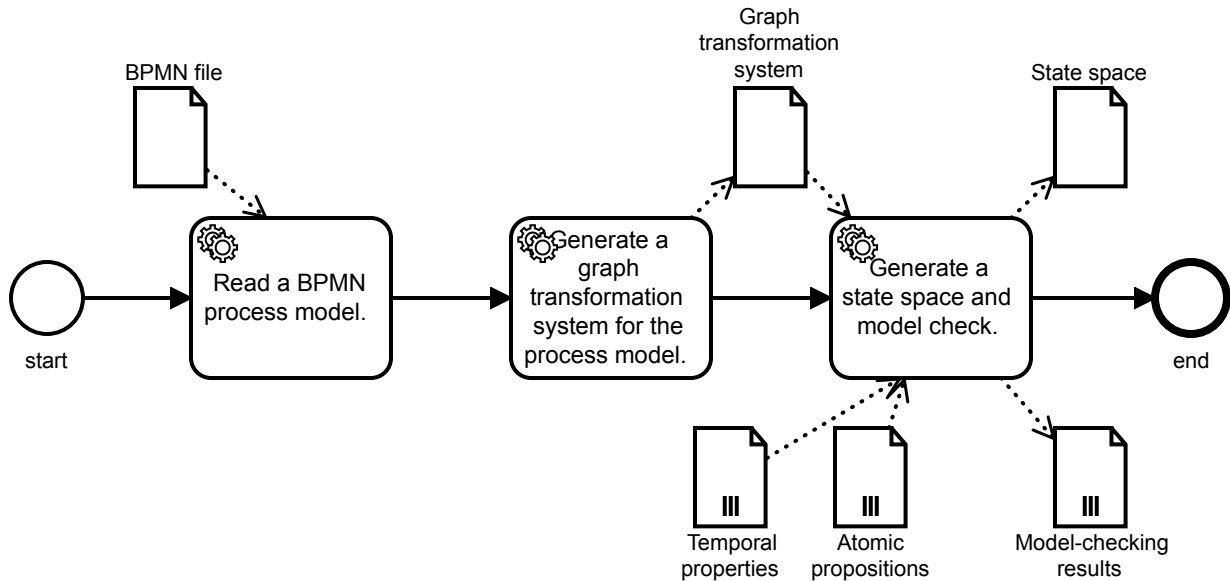 Graph
transformation
system
BPMN file
State space
Read a BPMN
process model.
Generate a
graph
transformation
system for the
process model.
Generate a
state space and
model check.
start
end
Temporal
properties
Atomic
propositions
Model-checking
results